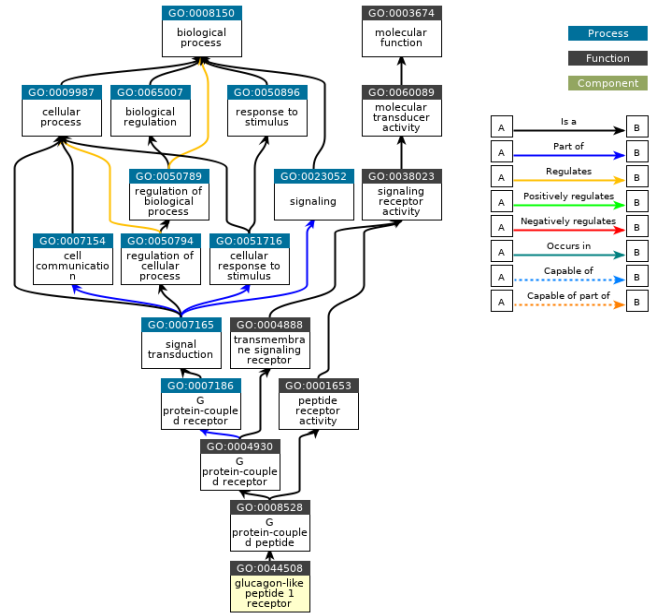 GO:0008150
biological
process
GO:0003674
molecular
function
Process
Function
Component
GO:0009987
cellular
process
GO:0065007
biological
regulation
GO:0050896
response to
stimulus
GO:0060089
molecular
transducer
activity
A Is a B
A Part of B
A Regulates B
A Positively regulates B
A Negatively regulates B
A Occurs in B
A Capable of B
A Capable of part of B
GO:0050789
regulation of
biological
process
GO:0023052
signaling
GO:0038023
signaling
receptor
activity
GO:0007154
cell
communicatio
n
GO:0050794
regulation of
cellular
process
GO:0051716
cellular
response to
stimulus
GO:0007165
signal
transduction
GO:0004888
transmembra
ne signaling
receptor
GO:0007186
G
protein-couple
d receptor
GO:0001653
peptide
receptor
activity
GO:0004930
G
protein-couple
d receptor
GO:0008528
G
protein-couple
d peptide
GO:0044508
glucagon-like
peptide 1
receptor